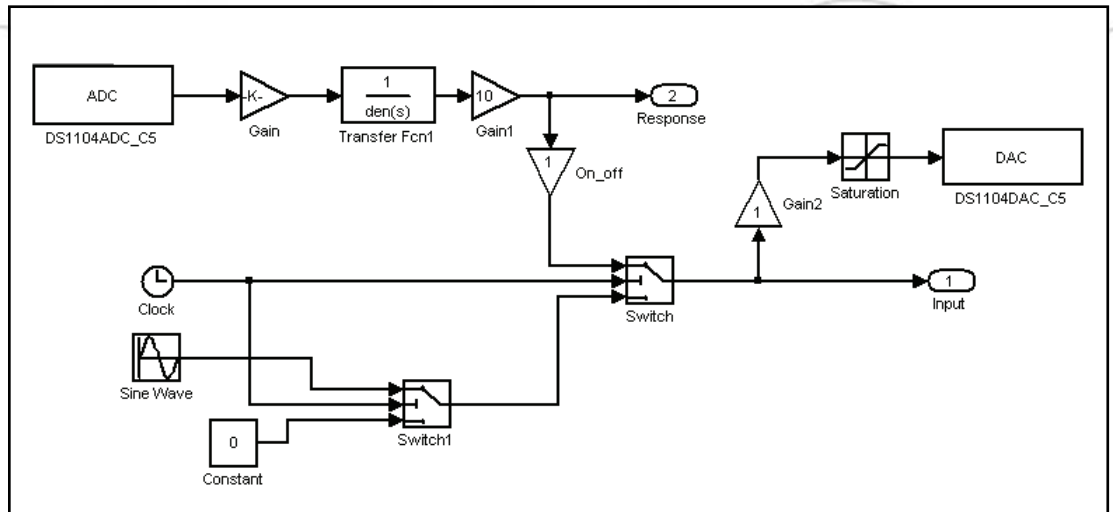 ADC
DS1104ADC_C5
-K-
Gain
1
den(s)
Transfer Fcn1
10
Gain1
2
Response
1
On_off
1
Gain2
Saturation
DAC
DS1104DAC_C5
Clock
Switch
1
Input
Sine Wave
Switch1
0
Constant